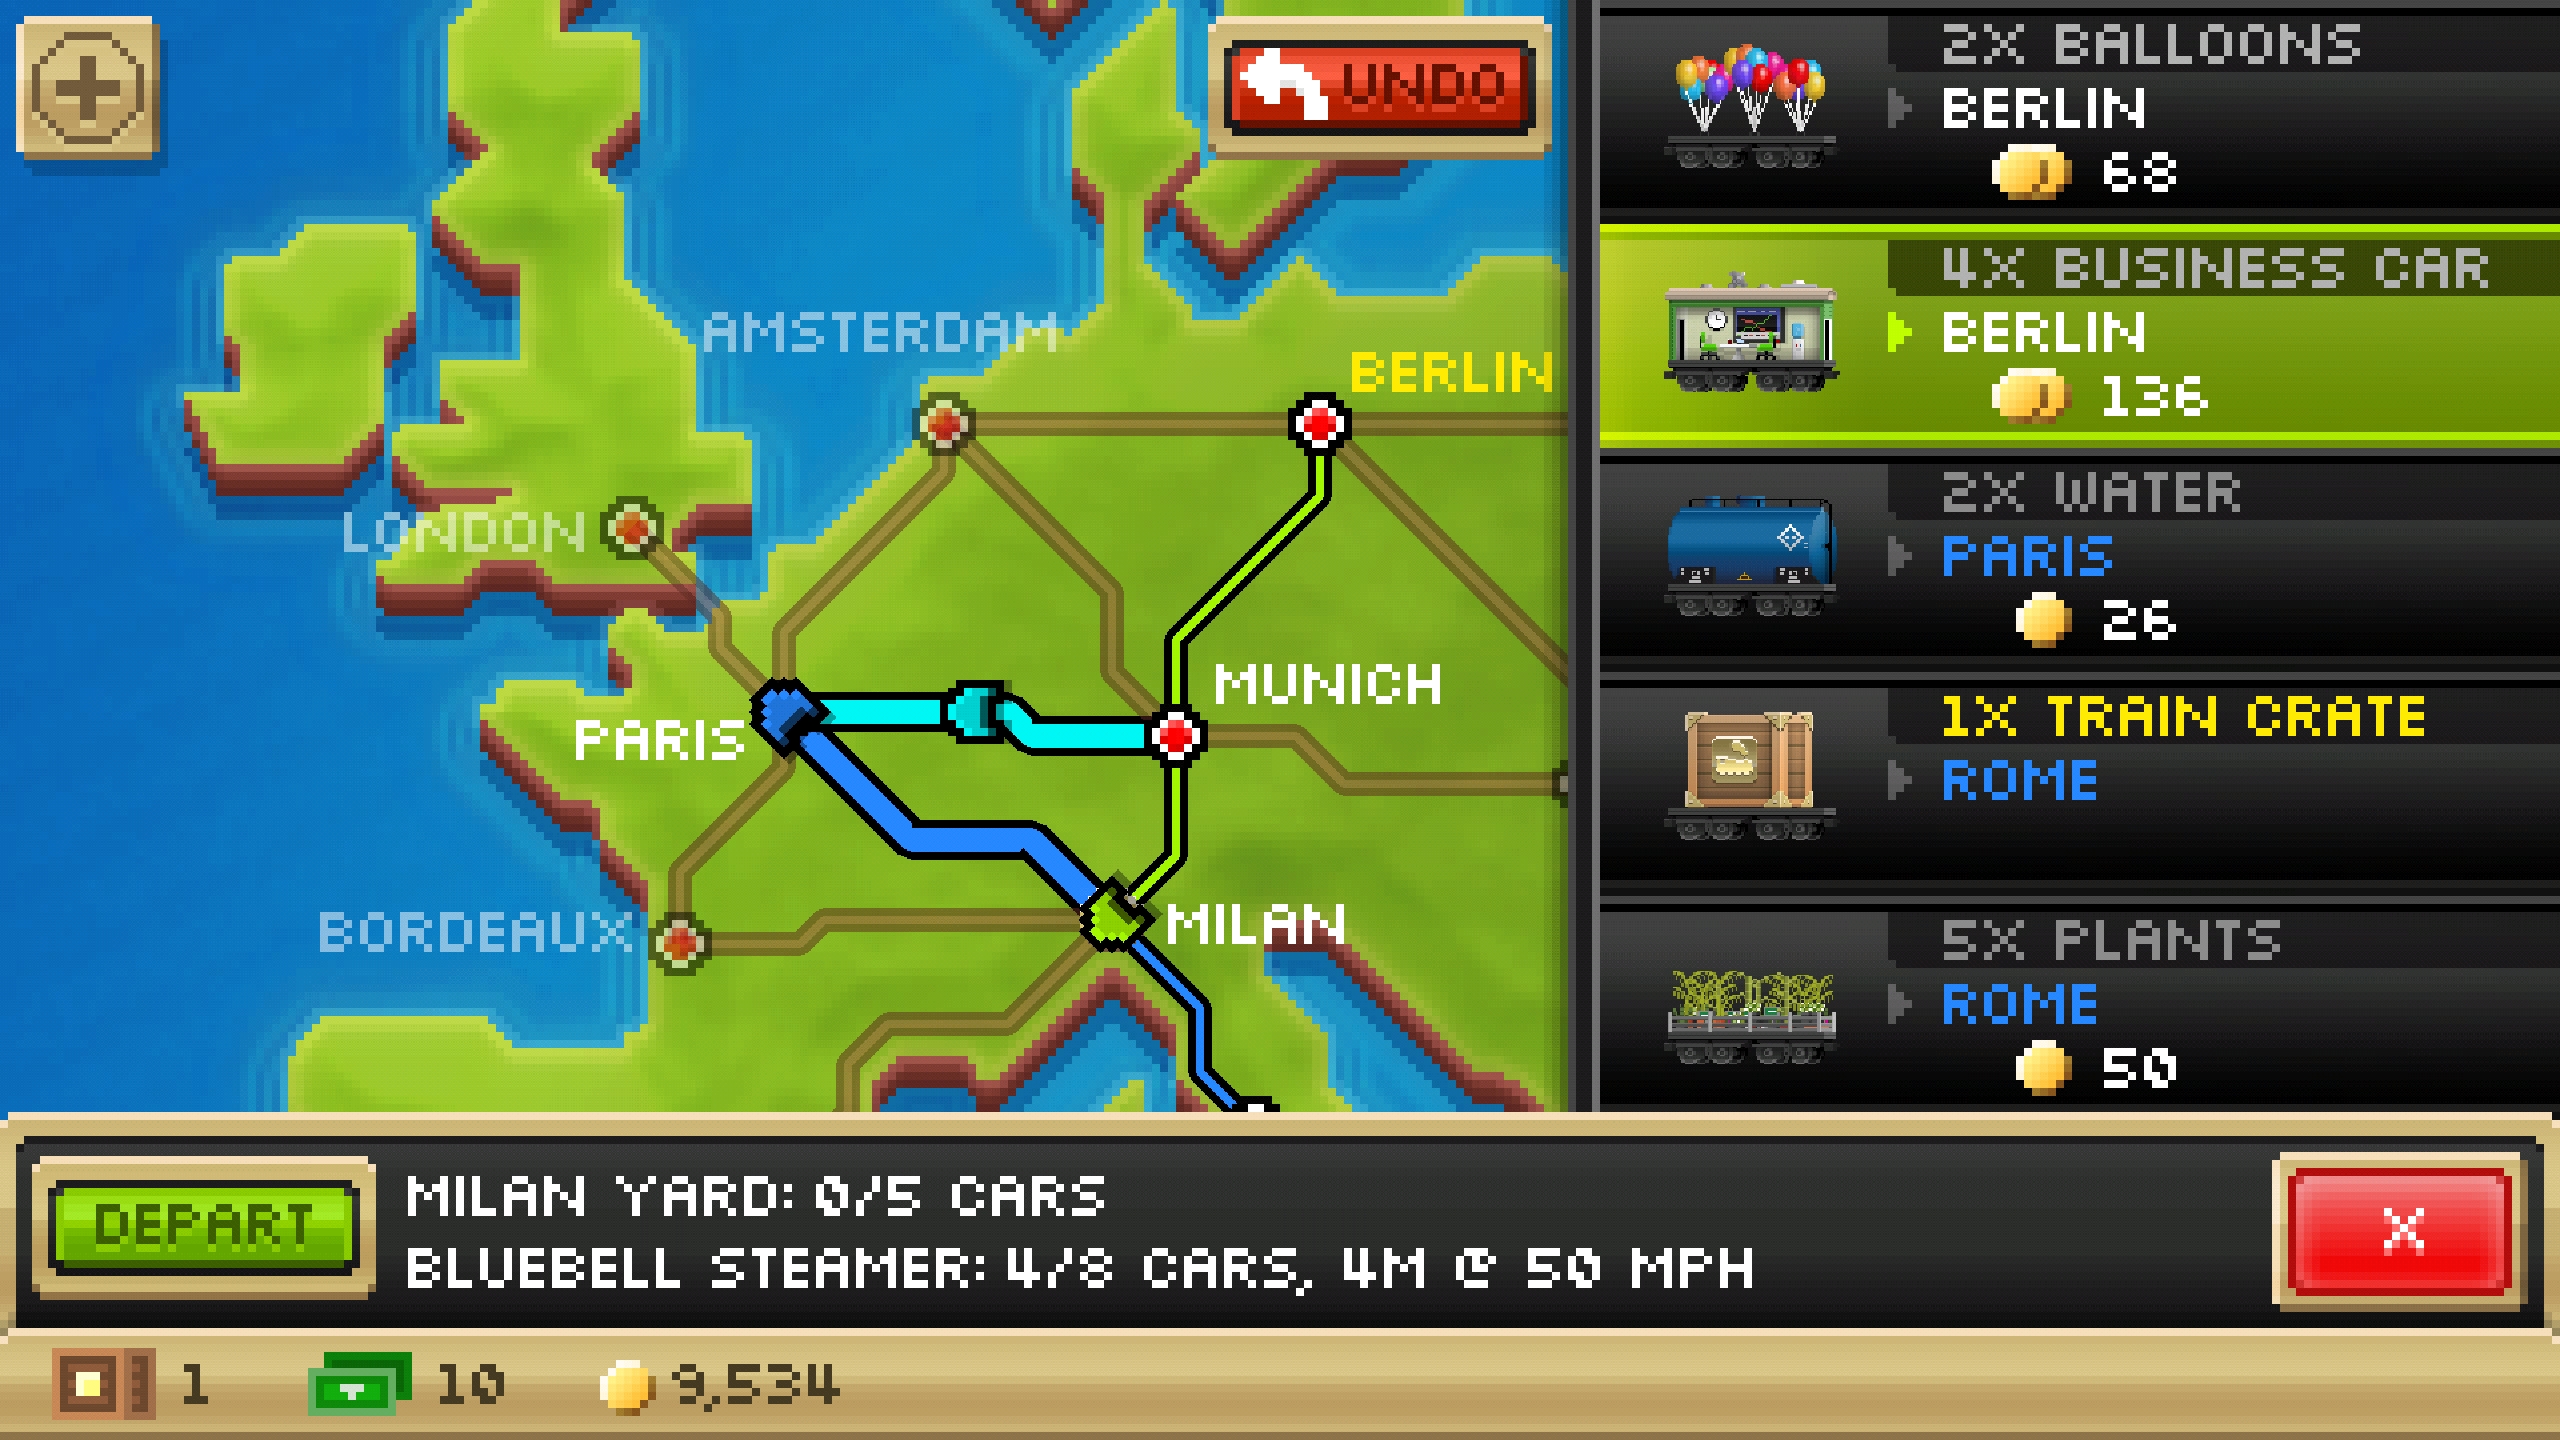 UNDO
AMSTERDAM
BERLIN
LONDON
MUNICH
PARIS
BORDEAUX
MILAN
2X BALLOONS
BERLIN
68
4X BUSINESS CAR
BERLIN
136
2X WATER
PARIS
26
1X TRAIN CRATE
ROME
5X PLANTS
ROME
50
DEPART
MILAN YARD: 0/5 CARS
BLUEBELL STEAMER: 4/8 CARS, 4M @ 50 MPH
X
1
10
9,534